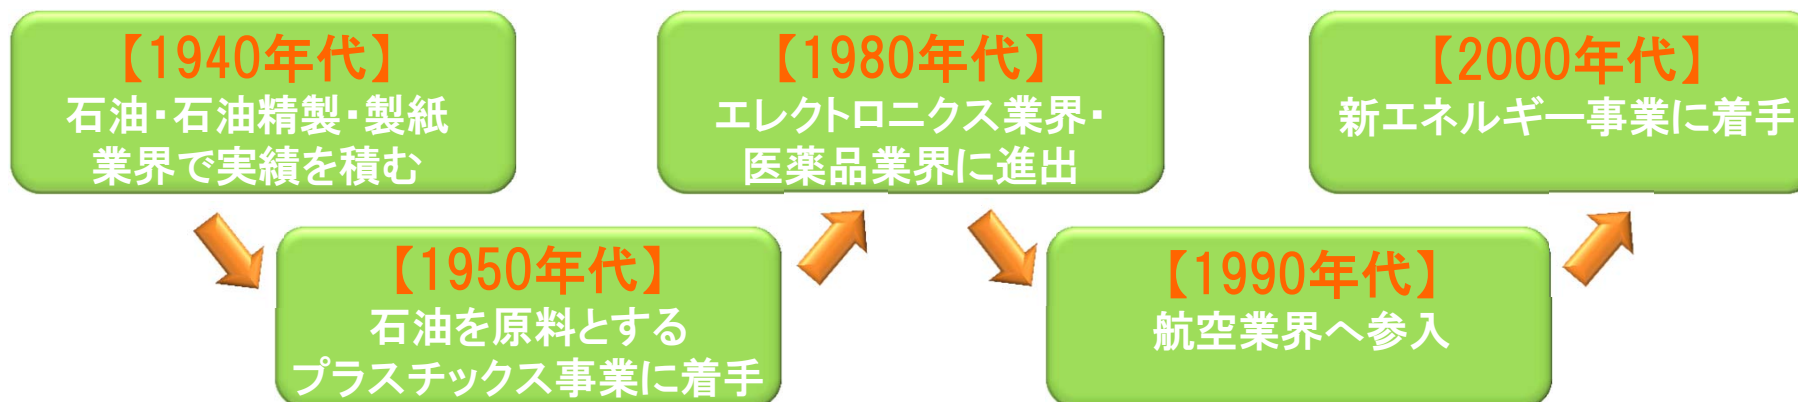 【1940年代】
石油・石油精製・製紙
業界で実績を積む
【1950年代】
石油を原料とする
プラスチックス事業に着手
【1980年代】
エレクトロニクス業界・
医薬品業界に進出
【1990年代】
航空業界へ参入
【2000年代】
新エネルギー事業に着手